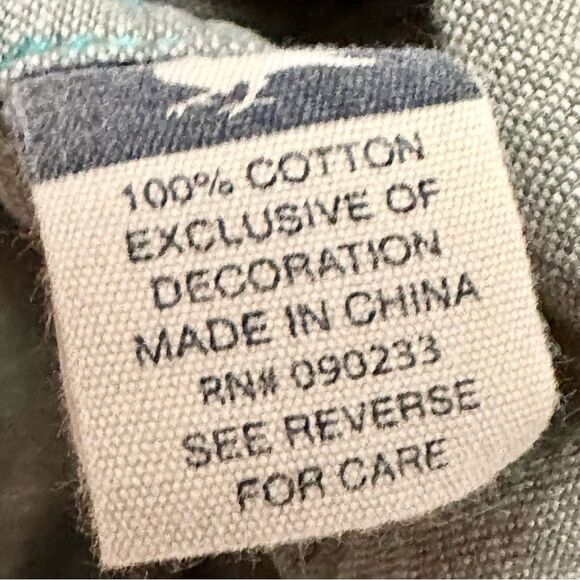 100% COTTON
EXCLUSIVE OF
DECORATION
MADE IN CHINA
RN# 090233
SEE REVERSE
FOR CARE